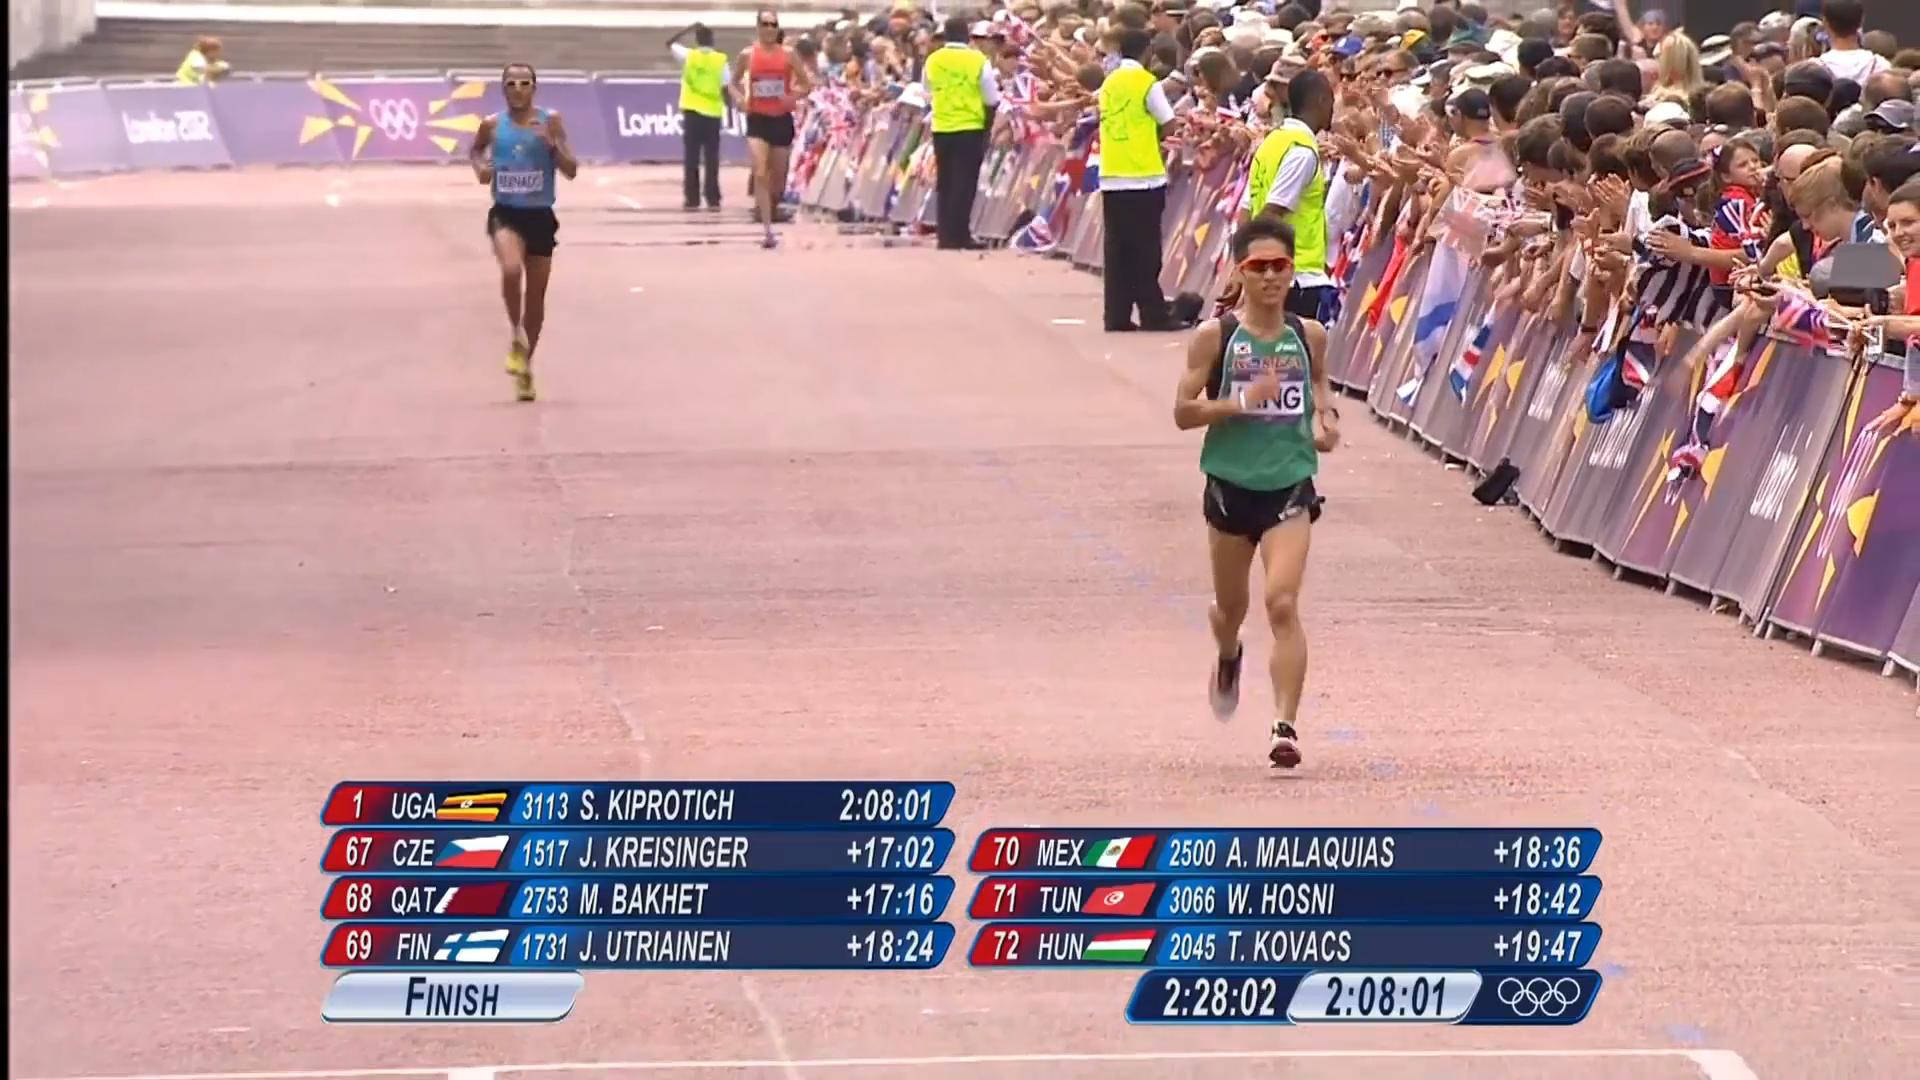 London 2012
London
KOREA
1 UGA 3113 S. KIPROTICH 2:08:01
67 CZE 1517 J. KREISINGER +17:02
68 QAT 2753 M. BAKHET +17:16
69 FIN 1731 J. UTRIAINEN +18:24
70 MEX 2500 A. MALAQUIAS +18:36
71 TUN 3066 W. HOSNI +18:42
72 HUN 2045 T. KOVACS +19:47
FINISH
2:28:02 2:08:01